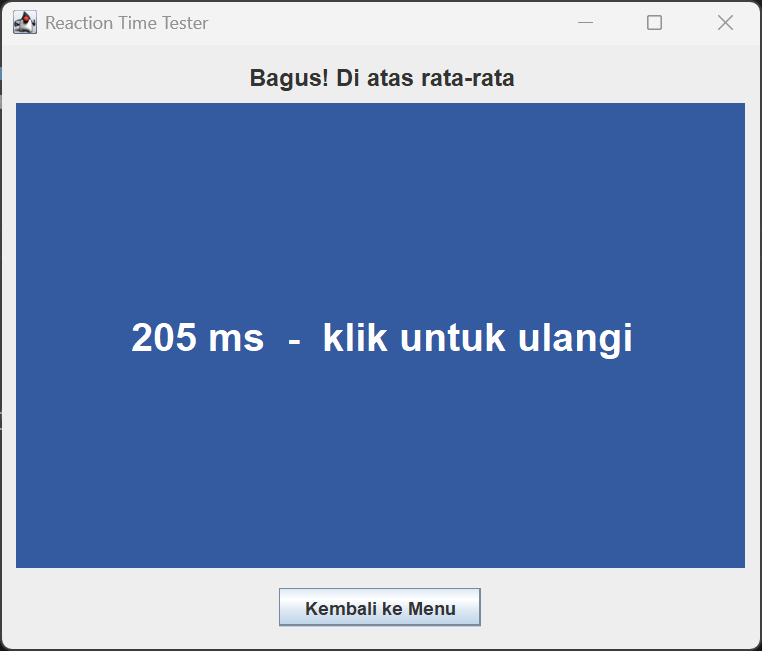 Reaction Time Tester
Bagus! Di atas rata-rata
205 ms - klik untuk ulangi
Kembali ke Menu